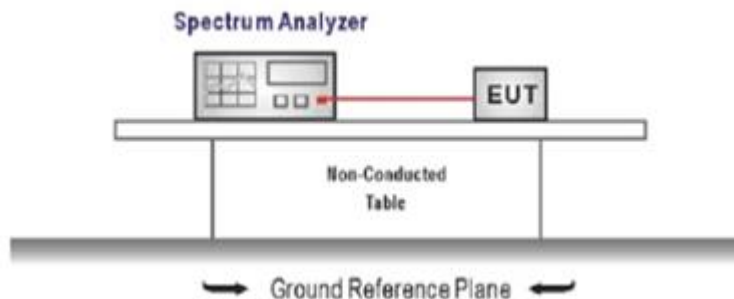 Spectrum Analyzer
EUT
Non-Conducted
Table
Ground Reference Plane